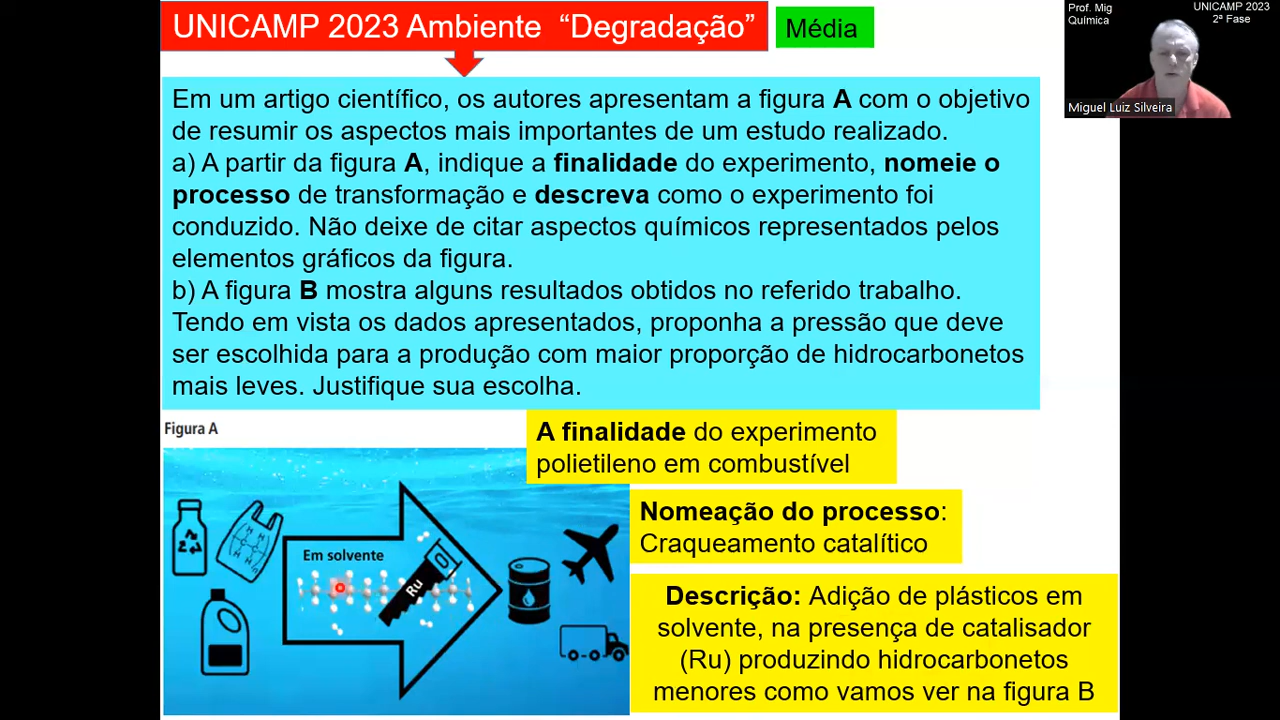 UNICAMP 2023 Ambiente “Degradação”
Média
Prof. Mig
Química
UNICAMP 2023
2ª Fase
Miguel Luiz Silveira
Em um artigo científico, os autores apresentam a figura A com o objetivo
de resumir os aspectos mais importantes de um estudo realizado.
a) A partir da figura A, indique a finalidade do experimento, nomeie o
processo de transformação e descreva como o experimento foi
conduzido. Não deixe de citar aspectos químicos representados pelos
elementos gráficos da figura.
b) A figura B mostra alguns resultados obtidos no referido trabalho.
Tendo em vista os dados apresentados, proponha a pressão que deve
ser escolhida para a produção com maior proporção de hidrocarbonetos
mais leves. Justifique sua escolha.
Figura A
Em solvente
Ru
A finalidade do experimento
polietileno em combustível
Nomeação do processo:
Craqueamento catalítico
Descrição: Adição de plásticos em
solvente, na presença de catalisador
(Ru) produzindo hidrocarbonetos
menores como vamos ver na figura B